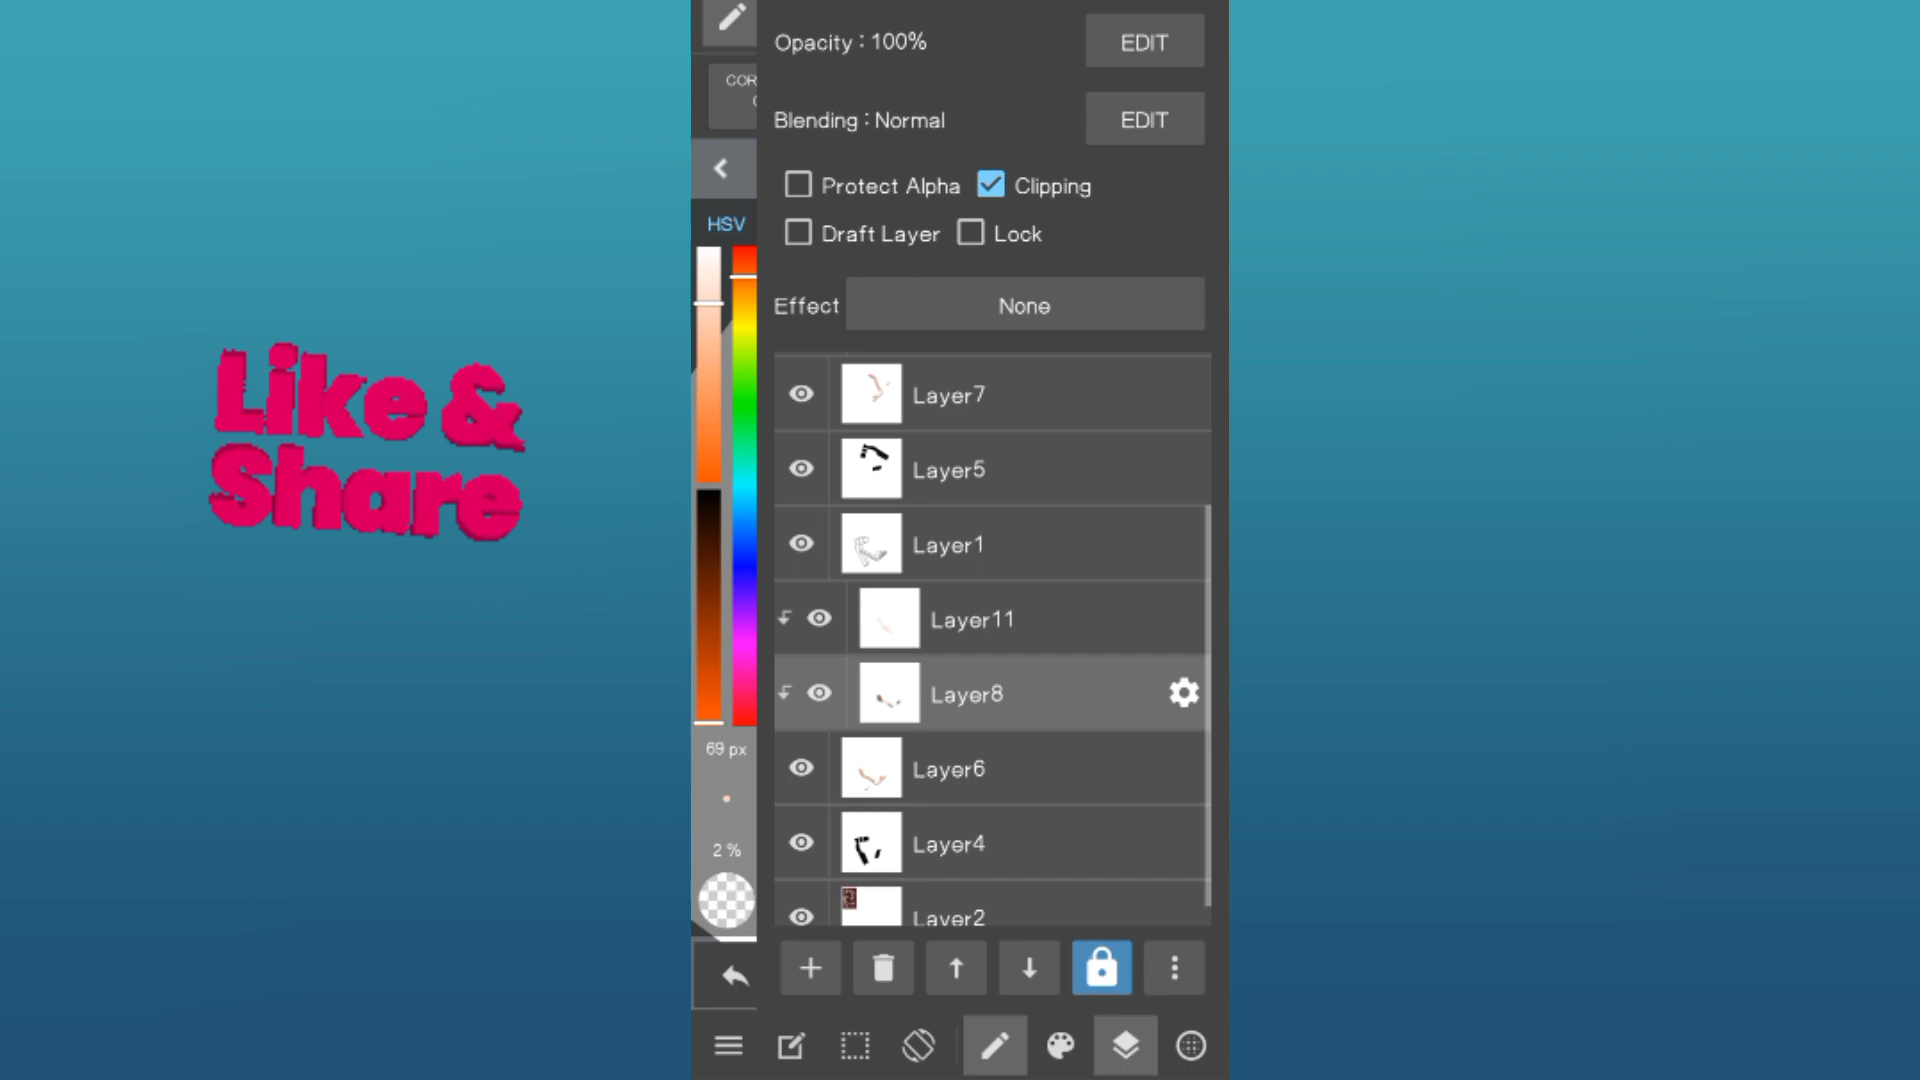 Like &
Share
Opacity : 100%
EDIT
COR
Blending : Normal
EDIT
Protect Alpha
Clipping
HSV
Draft Layer
Lock
Effect
None
Layer7
Layer5
Layer1
Layer11
Layer8
69 px
Layer6
2 %
Layer4
Layer2